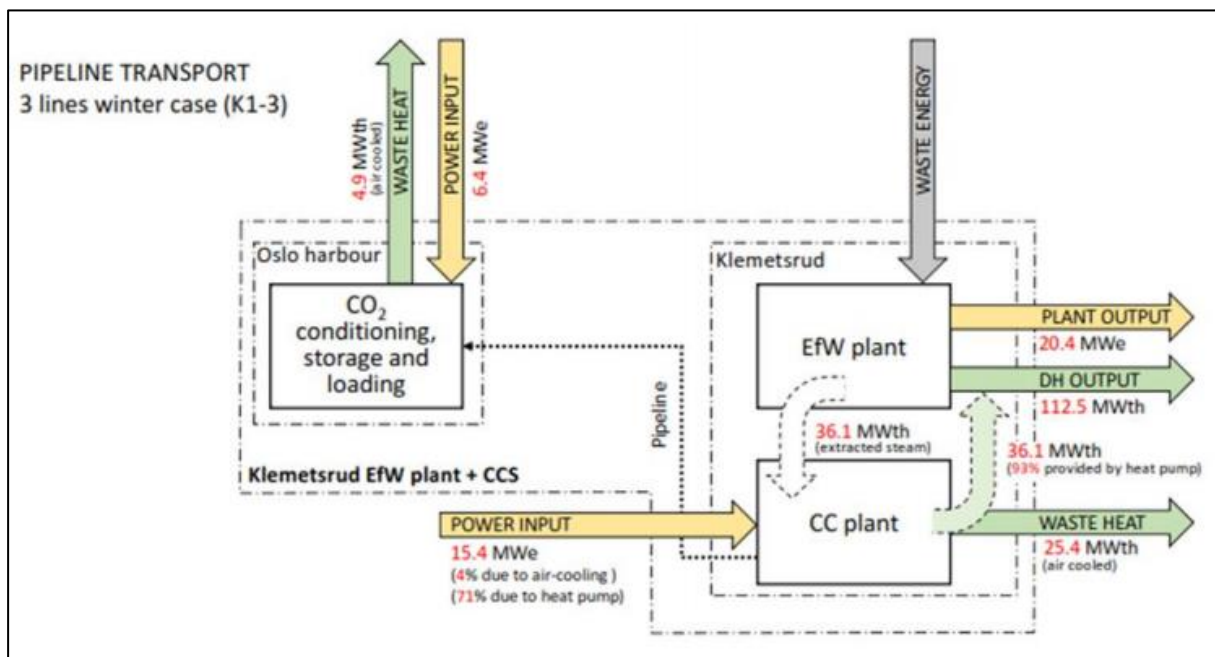 PIPELINE TRANSPORT
3 lines winter case (K1-3)
4.9 MWth
(air cooled)
WASTE HEAT
POWER INPUT
6.4 MWe
WASTE ENERGY
Oslo harbour
CO₂
conditioning,
storage and
loading
Klemetsrud
EfW plant
PLANT OUTPUT
20.4 MWe
DH OUTPUT
112.5 MWth
Pipeline
36.1 MWth
(extracted steam)
36.1 MWth
(93% provided by heat pump)
Klemetsrud EfW plant + CCS
POWER INPUT
15.4 MWe
(4% due to air-cooling )
(71% due to heat pump)
CC plant
WASTE HEAT
25.4 MWth
(air cooled)